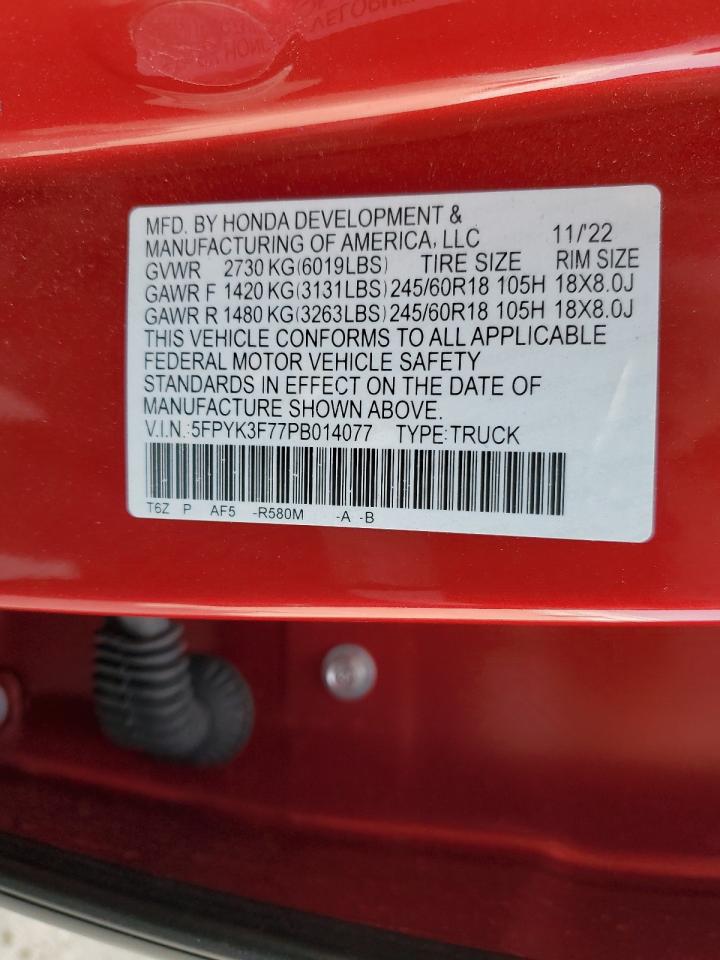 MFD. BY HONDA DEVELOPMENT &
MANUFACTURING OF AMERICA, LLC 11/'22
GVWR 2730 KG(6019LBS) TIRE SIZE RIM SIZE
GAWR F 1420 KG(3131LBS) 245/60R18 105H 18X8.0J
GAWR R 1480 KG(3263LBS) 245/60R18 105H 18X8.0J
THIS VEHICLE CONFORMS TO ALL APPLICABLE
FEDERAL MOTOR VEHICLE SAFETY
STANDARDS IN EFFECT ON THE DATE OF
MANUFACTURE SHOWN ABOVE.
V.I.N.:5FPYK3F77PB014077 TYPE:TRUCK
T6Z P AF5 -R580M -A -B